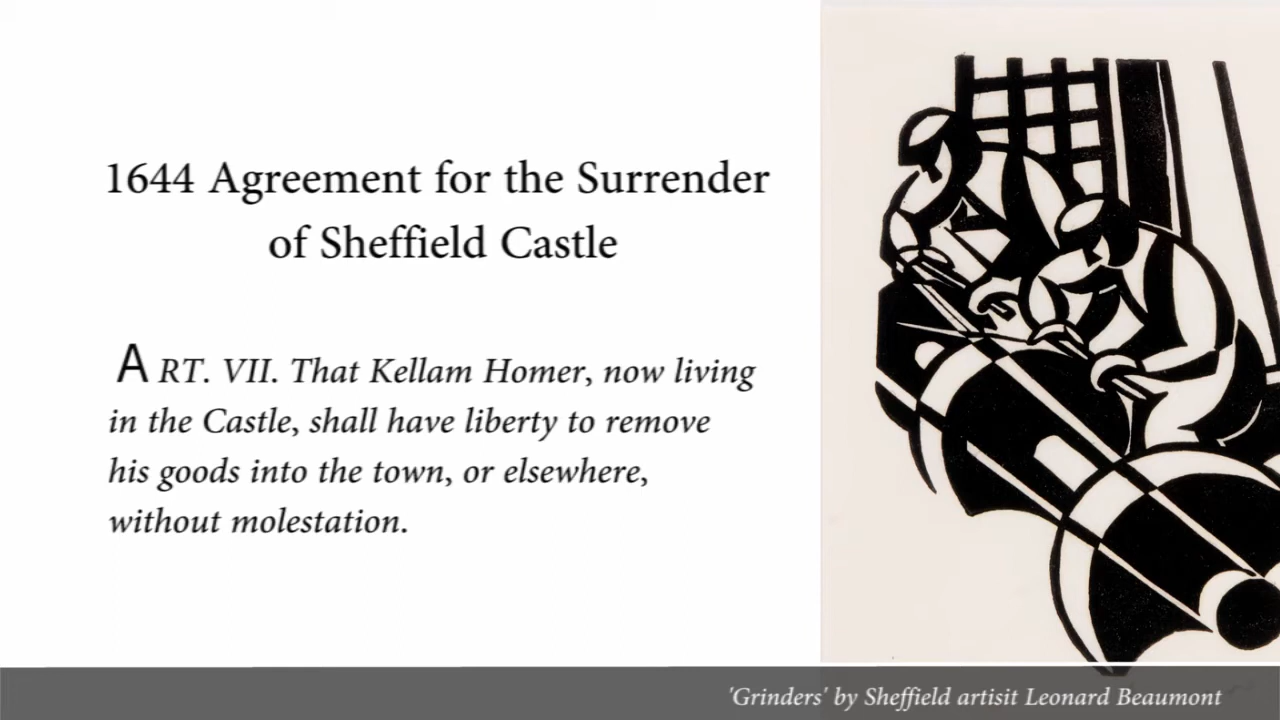 1644 Agreement for the Surrender
of Sheffield Castle
ART. VII. That Kellam Homer, now living
in the Castle, shall have liberty to remove
his goods into the town, or elsewhere,
without molestation.
'Grinders' by Sheffield artisit Leonard Beaumont